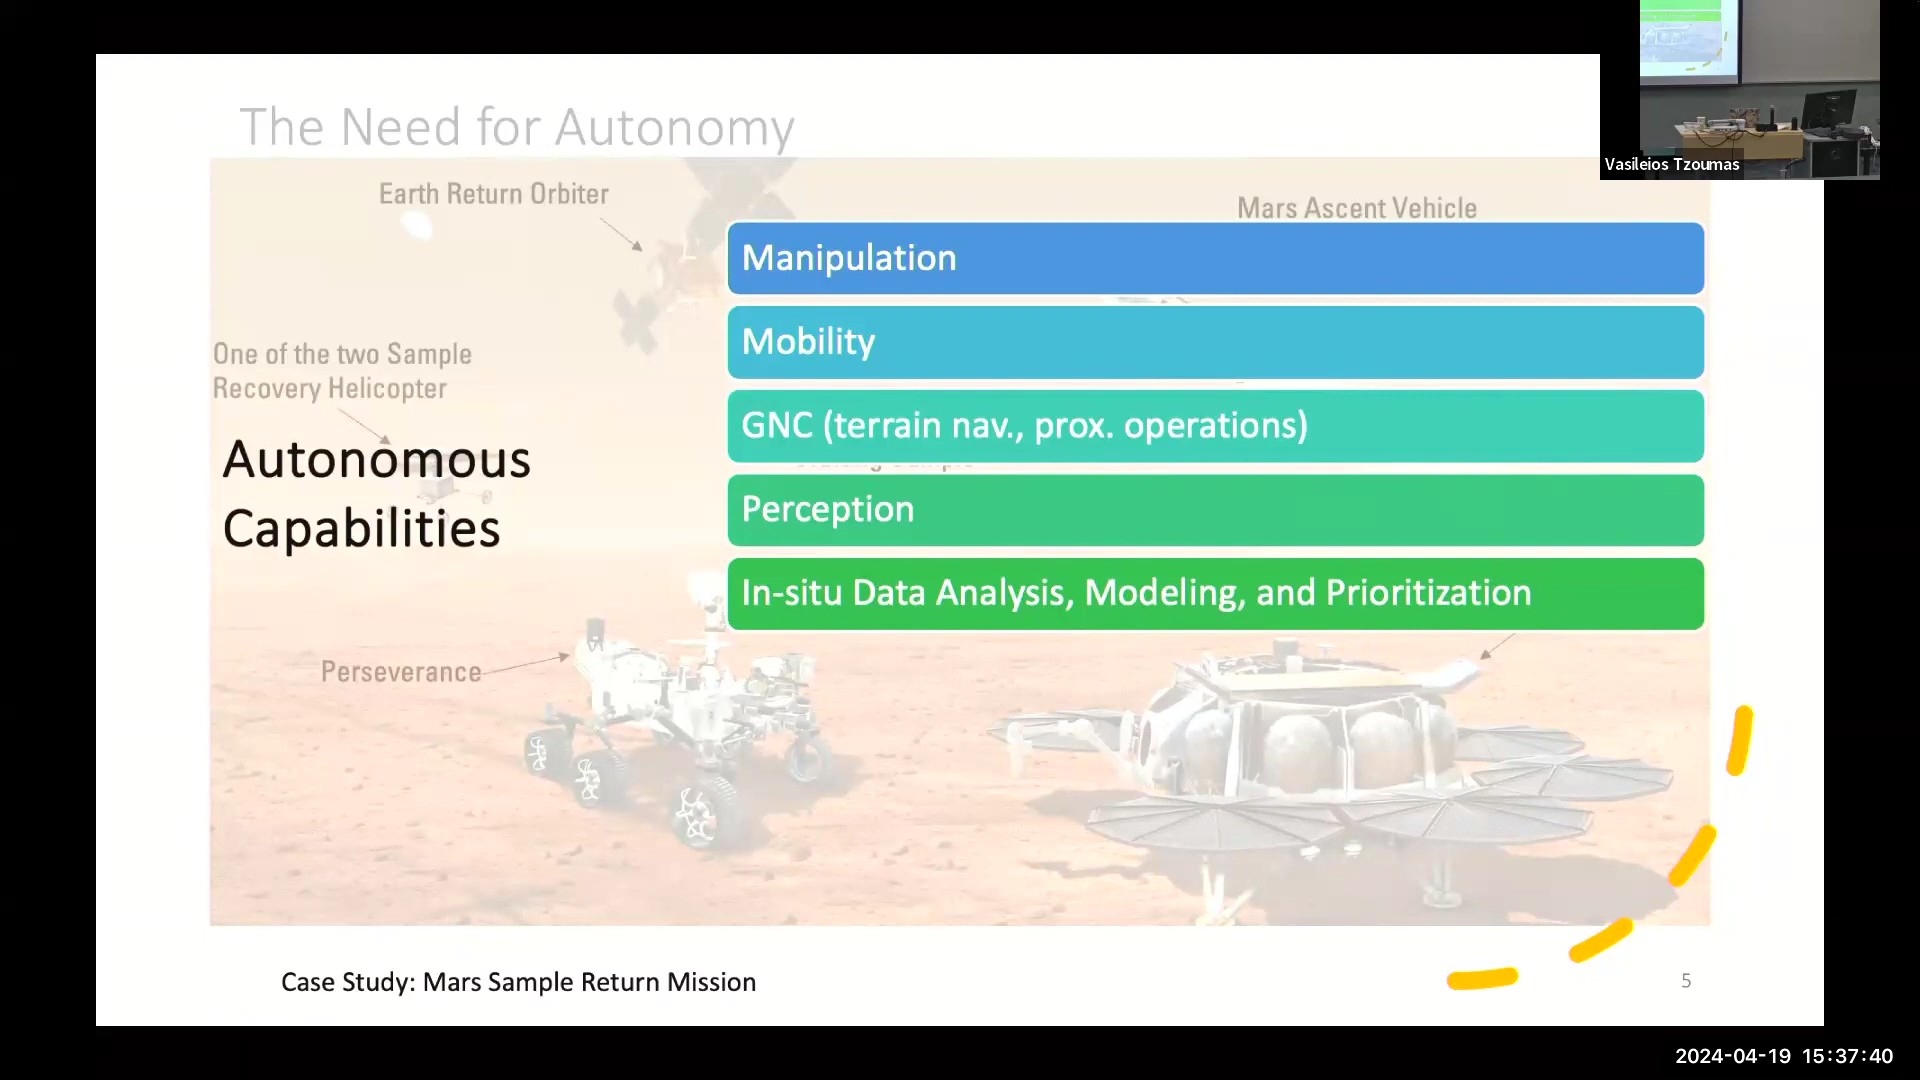 The Need for Autonomy
Vasileios Tzoumas
Earth Return Orbiter
Mars Ascent Vehicle
Manipulation
Mobility
One of the two Sample
Recovery Helicopter
GNC (terrain nav., prox. operations)
Autonomous
Capabilities
Perception
In-situ Data Analysis, Modeling, and Prioritization
Perseverance
Case Study: Mars Sample Return Mission
5
2024-04-19 15:37:40